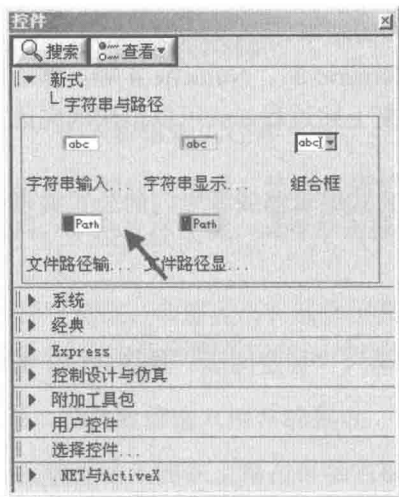 控件
搜索 查看
新式
字符串与路径
abc abc abc
字符串输入... 字符串显示... 组合框
Path Path
文件路径输... 文件路径显...
系统
经典
Express
控制设计与仿真
附加工具包
用户控件
选择控件...
.NET与ActiveX